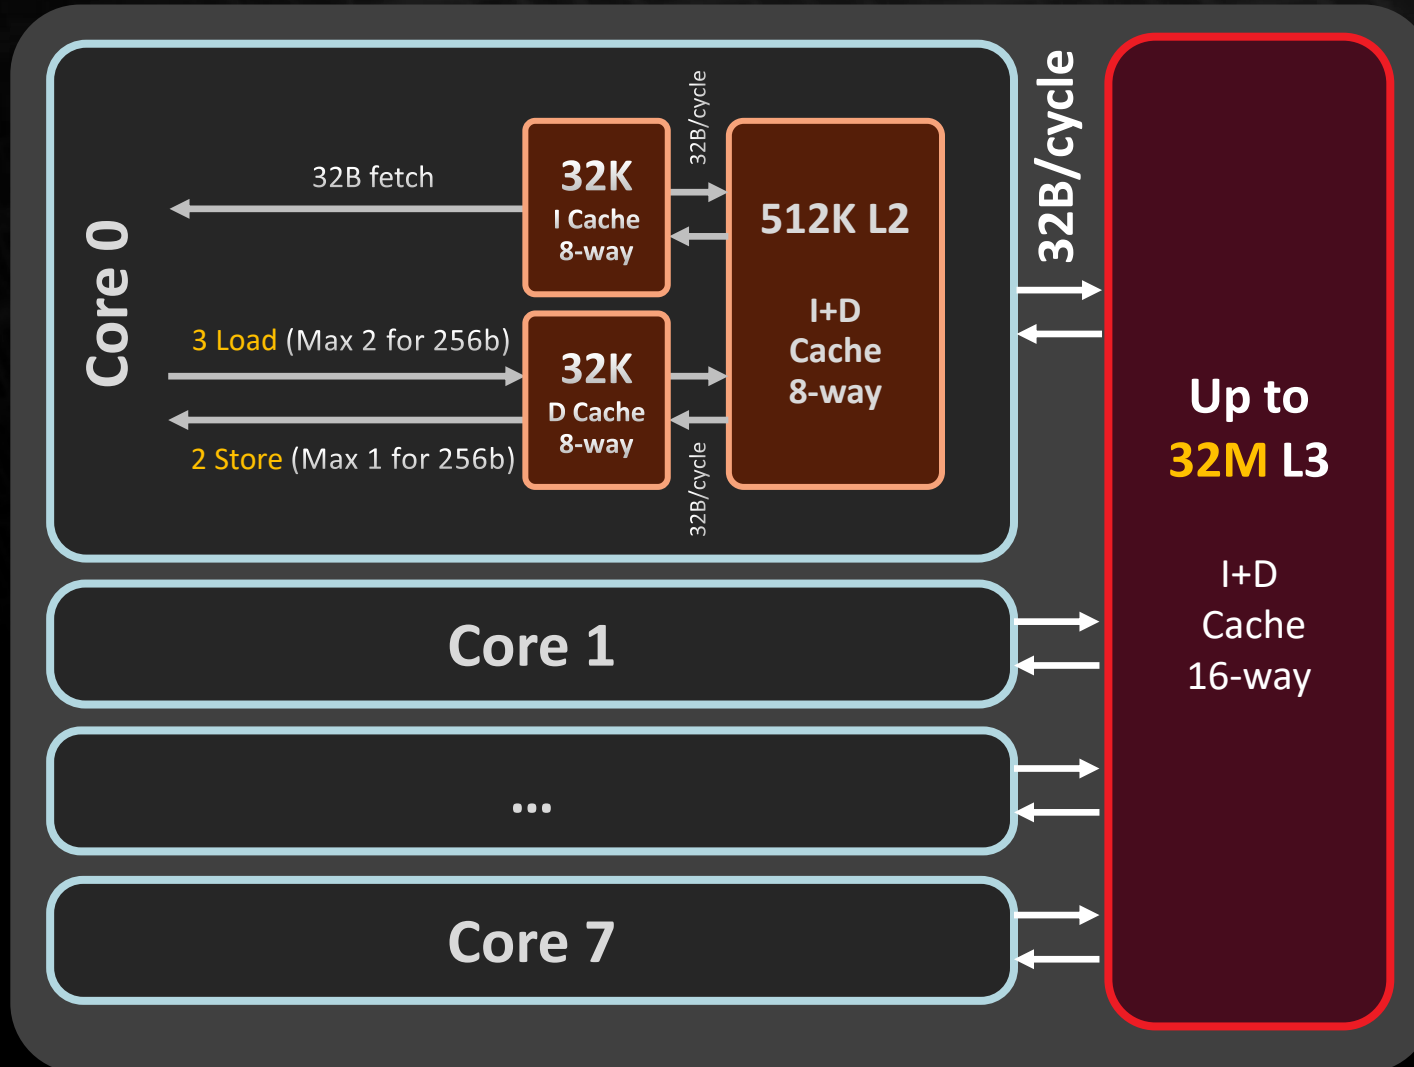 Core 0
32B fetch
32K
I Cache
8-way
32B/cycle
3 Load (Max 2 for 256b)
2 Store (Max 1 for 256b)
32K
D Cache
8-way
32B/cycle
512K L2
I+D
Cache
8-way
32B/cycle
Up to
32M L3
I+D
Cache
16-way
Core 1
...
Core 7